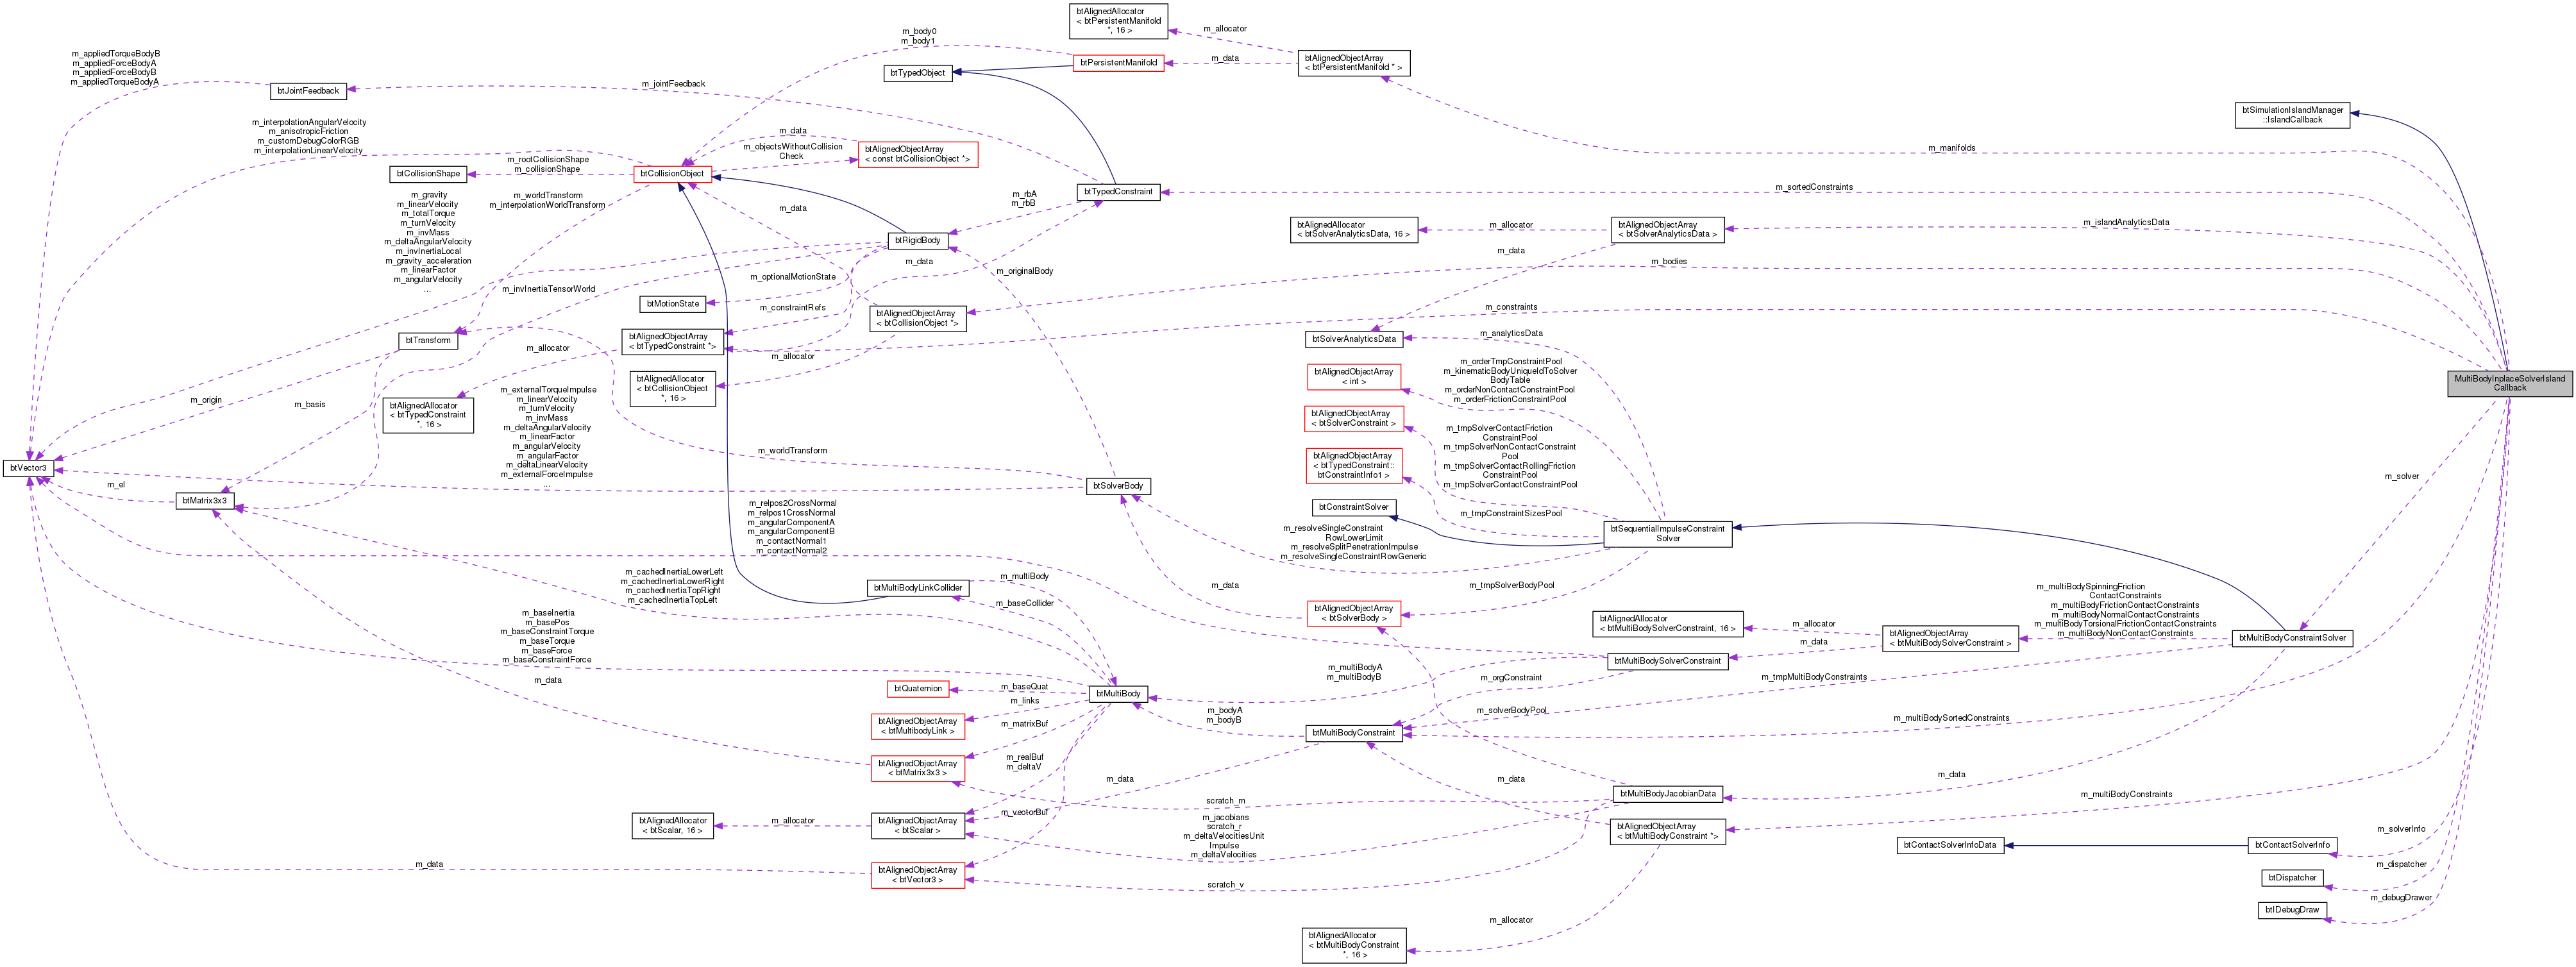 btAlignedAllocator
< btPersistentManifold
*, 16 >
m_allocator
m_body0
m_body1
btAlignedObjectArray
< btPersistentManifold * >
m_data
btPersistentManifold
btTypedObject
m_appliedTorqueBodyB
m_appliedForceBodyA
m_appliedForceBodyB
m_appliedTorqueBodyA
btJointFeedback
m_jointFeedback
btSimulationIslandManager
::IslandCallback
m_interpolationAngularVelocity
m_anisotropicFriction
m_customDebugColorRGB
m_interpolationLinearVelocity
m_data
btAlignedObjectArray
< const btCollisionObject *>
m_objectsWithoutCollision
Check
m_manifolds
m_rootCollisionShape
m_collisionShape
btCollisionShape
btCollisionObject
btTypedConstraint
m_sortedConstraints
m_worldTransform
m_interpolationWorldTransform
m_rbA
m_rbB
m_data
m_gravity
m_linearVelocity
m_totalTorque
m_turnVelocity
m_invMass
m_deltaAngularVelocity
m_invInertiaLocal
m_gravity_acceleration
m_linearFactor
m_angularVelocity
...
btRigidBody
btAlignedAllocator
< btSolverAnalyticsData, 16 >
m_allocator
btAlignedObjectArray
< btSolverAnalyticsData >
m_islandAnalyticsData
m_data
m_data
m_bodies
m_originalBody
m_optionalMotionState
m_invInertiaTensorWorld
btMotionState
m_constraintRefs
btAlignedObjectArray
< btCollisionObject *>
m_constraints
btTransform
btAlignedObjectArray
< btTypedConstraint *>
m_analyticsData
btSolverAnalyticsData
m_allocator
m_allocator
btAlignedAllocator
< btCollisionObject
*, 16 >
m_orderTmpConstraintPool
m_kinematicBodyUniqueIdToSolver
BodyTable
m_orderNonContactConstraintPool
m_orderFrictionConstraintPool
btAlignedObjectArray
< int >
MultiBodyInplaceSolverIsland
Callback
m_origin
m_basis
btAlignedAllocator
< btTypedConstraint
*, 16 >
m_externalTorqueImpulse
m_linearVelocity
m_turnVelocity
m_invMass
m_deltaAngularVelocity
m_linearFactor
m_angularVelocity
m_angularFactor
m_deltaLinearVelocity
m_externalForceImpulse
...
btAlignedObjectArray
< btSolverConstraint >
m_tmpSolverContactFriction
ConstraintPool
m_tmpSolverNonContactConstraint
Pool
m_tmpSolverContactRollingFriction
ConstraintPool
m_tmpSolverContactConstraintPool
m_worldTransform
btAlignedObjectArray
< btTypedConstraint::
btConstraintInfo1 >
btVector3
m_el
btMatrix3x3
btSolverBody
m_solver
btConstraintSolver
m_tmpConstraintSizesPool
m_relpos2CrossNormal
m_relpos1CrossNormal
m_angularComponentA
m_angularComponentB
m_contactNormal1
m_contactNormal2
m_resolveSingleConstraint
RowLowerLimit
m_resolveSplitPenetrationImpulse
m_resolveSingleConstraintRowGeneric
btSequentialImpulseConstraint
Solver
m_cachedInertiaLowerLeft
m_cachedInertiaLowerRight
m_cachedInertiaTopRight
m_cachedInertiaTopLeft
btMultiBodyLinkCollider
m_multiBody
m_baseCollider
m_data
m_tmpSolverBodyPool
btAlignedObjectArray
< btSolverBody >
m_multiBodySpinningFriction
ContactConstraints
m_multiBodyFrictionContactConstraints
m_multiBodyNormalContactConstraints
m_multiBodyTorsionalFrictionContactConstraints
m_multiBodyNonContactConstraints
btAlignedAllocator
< btMultiBodySolverConstraint, 16 >
m_allocator
m_data
btAlignedObjectArray
< btMultiBodySolverConstraint >
btMultiBodyConstraintSolver
m_baseInertia
m_basePos
m_baseConstraintTorque
m_baseTorque
m_baseForce
m_baseConstraintForce
btMultiBodySolverConstraint
m_multiBodyA
m_multiBodyB
m_orgConstraint
m_tmpMultiBodyConstraints
m_data
btQuaternion
m_baseQuat
btMultiBody
m_links
btAlignedObjectArray
< btMultibodyLink >
m_matrixBuf
m_bodyA
m_bodyB
m_solverBodyPool
btMultiBodyConstraint
m_multiBodySortedConstraints
btAlignedObjectArray
< btMatrix3x3 >
m_realBuf
m_deltaV
m_data
m_data
m_data
scratch_m
btMultiBodyJacobianData
m_multiBodyConstraints
btAlignedAllocator
< btScalar, 16 >
m_allocator
btAlignedObjectArray
< btScalar >
m_vectorBuf
m_jacobians
scratch_r
m_deltaVelocitiesUnit
Impulse
m_deltaVelocities
btAlignedObjectArray
< btMultiBodyConstraint *>
m_solverInfo
btContactSolverInfoData
btContactSolverInfo
m_data
btAlignedObjectArray
< btVector3 >
scratch_v
m_dispatcher
btDispatcher
m_debugDrawer
btIDebugDraw
m_allocator
btAlignedAllocator
< btMultiBodyConstraint
*, 16 >